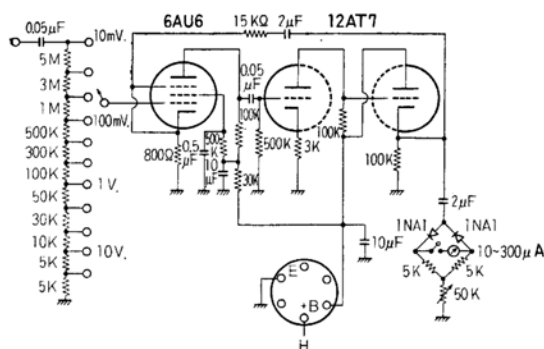 6AU6
15KΩ
2μF
12AT7
0.05μF
10mV.
5M
3M
1M
100mV.
500K
300K
100K
50K
1V.
30K
10K
10V.
5K
5K
800Ω
0.5
μF
500
K
10
μF
0.05
μF
100K
30K
500K
3K
100K
100K
2μF
1NA1
1NA1
10~300μA
5K
5K
50K
10μF
E
+B
H